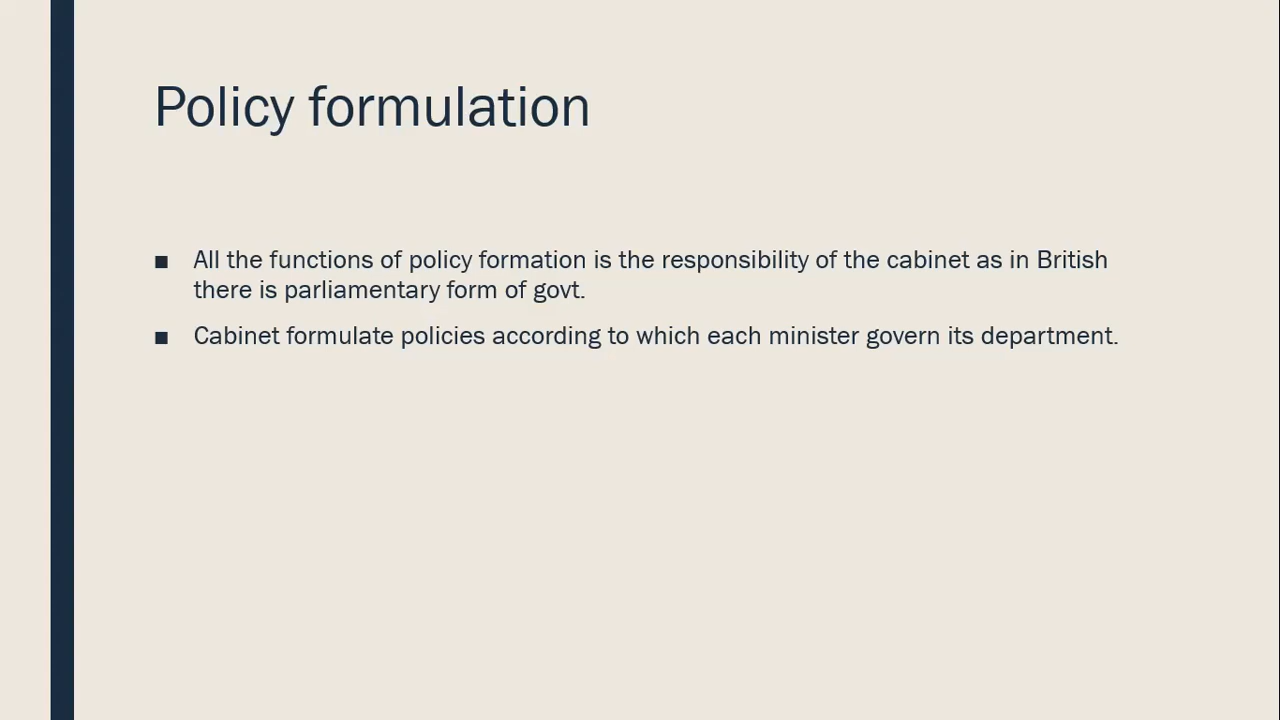 Policy formulation
■ All the functions of policy formation is the responsibility of the cabinet as in British
there is parliamentary form of govt.
■ Cabinet formulate policies according to which each minister govern its department.